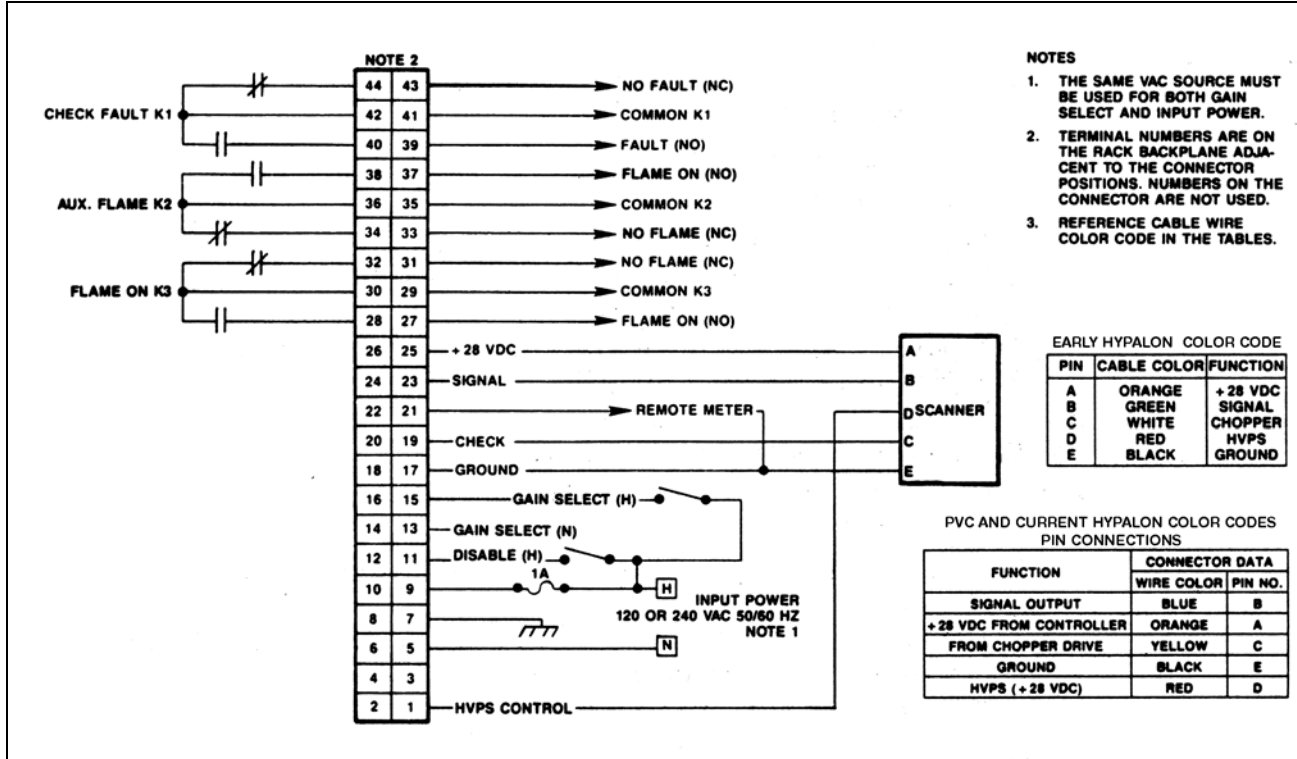 NOTE 2
44 43 NO FAULT (NC)
CHECK FAULT K1 42 41 COMMON K1
40 39 FAULT (NO)
38 37 FLAME ON (NO)
AUX. FLAME K2 36 35 COMMON K2
34 33 NO FLAME (NC)
32 31 NO FLAME (NC)
FLAME ON K3 30 29 COMMON K3
28 27 FLAME ON (NO)
26 25 + 28 VDC A
24 23 SIGNAL B
22 21 REMOTE METER D SCANNER
20 19 CHECK C
18 17 GROUND E
16 15 GAIN SELECT (H)
14 13 GAIN SELECT (N)
12 11 DISABLE (H)
1A
10 9 H
INPUT POWER
120 OR 240 VAC 50/60 HZ
NOTE 1
8 7
6 5 N
4 3
2 1 HVPS CONTROL
NOTES
1. THE SAME VAC SOURCE MUST
BE USED FOR BOTH GAIN
SELECT AND INPUT POWER.
2. TERMINAL NUMBERS ARE ON
THE RACK BACKPLANE ADJA-
CENT TO THE CONNECTOR
POSITIONS. NUMBERS ON THE
CONNECTOR ARE NOT USED.
3. REFERENCE CABLE WIRE
COLOR CODE IN THE TABLES.
EARLY HYPALON COLOR CODE
PIN CABLE COLOR FUNCTION
A ORANGE + 28 VDC
B GREEN SIGNAL
C WHITE CHOPPER
D RED HVPS
E BLACK GROUND
PVC AND CURRENT HYPALON COLOR CODES
PIN CONNECTIONS
FUNCTION CONNECTOR DATA
WIRE COLOR PIN NO.
SIGNAL OUTPUT BLUE B
+ 28 VDC FROM CONTROLLER ORANGE A
FROM CHOPPER DRIVE YELLOW C
GROUND BLACK E
HVPS (+ 28 VDC) RED D